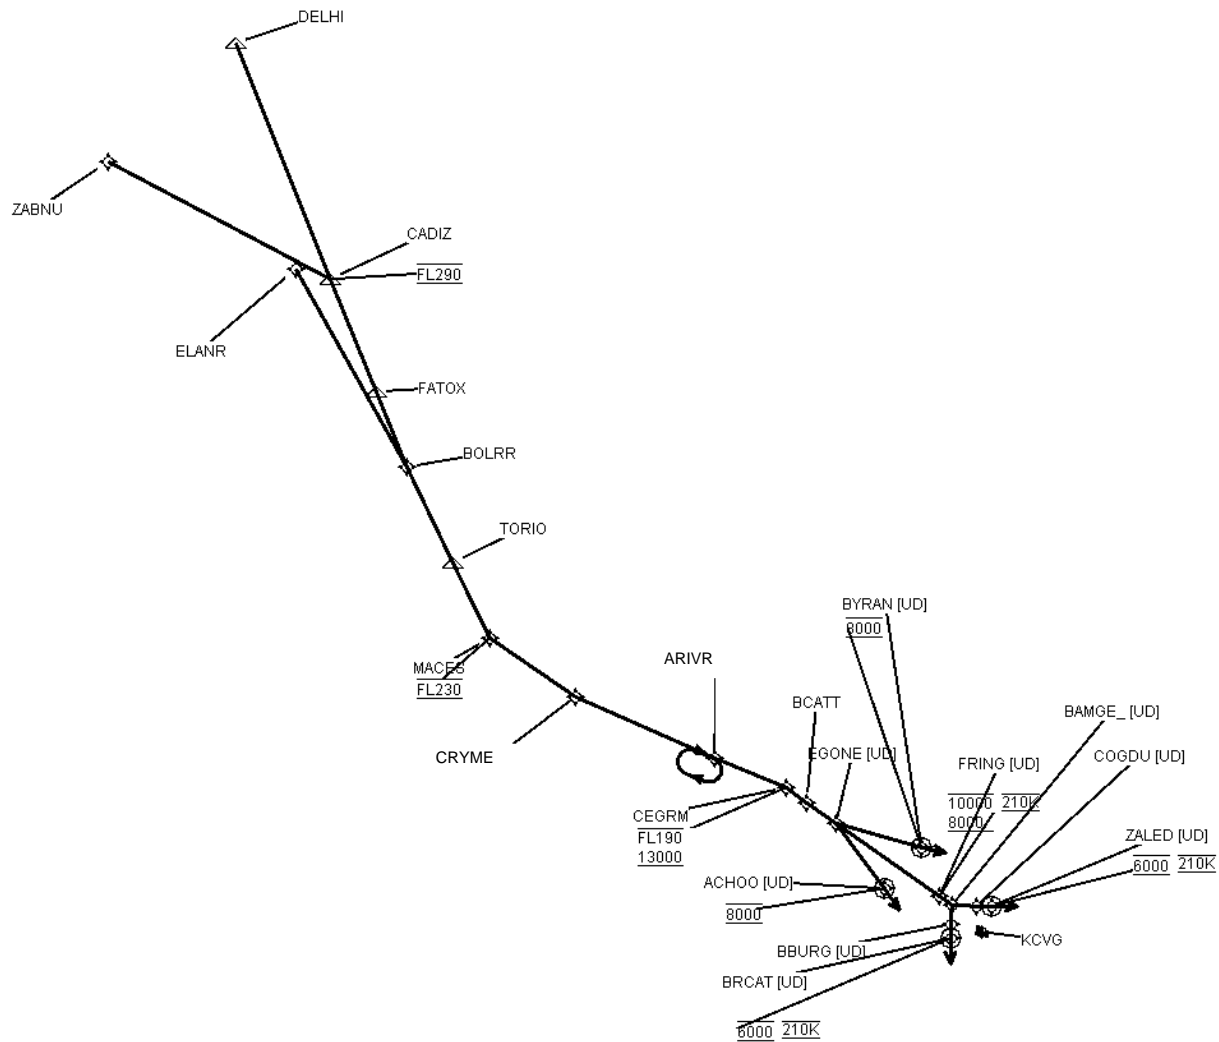 DELHI
ZABNU
CADIZ
FL290
ELANR
FATOX
BOLRR
TORIO
BYRAN [UD]
8000
MACES
FL230
ARIVR
BCATT
BAMGE_ [UD]
EGONE [UD]
COGDU [UD]
CRYME
FRING [UD]
10000 210K
8000
CEGRM
FL190
13000
ZALED [UD]
6000 210K
ACHOO [UD]
8000
KCVG
BBURG [UD]
BRCAT [UD]
6000 210K